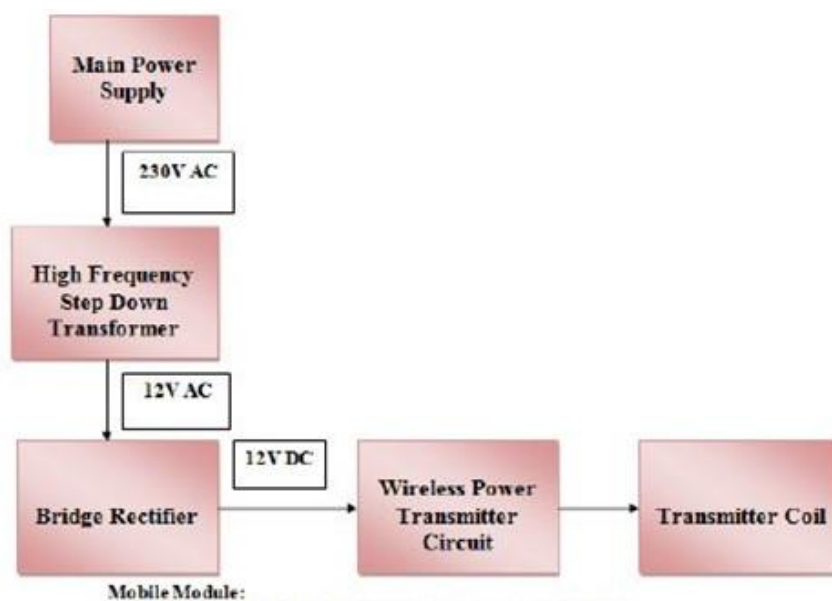 Main Power
Supply
230V AC
High Frequency
Step Down
Transformer
12V AC
12V DC
Bridge Rectifier
Wireless Power
Transmitter
Circuit
Transmitter Coil
Mobile Module: